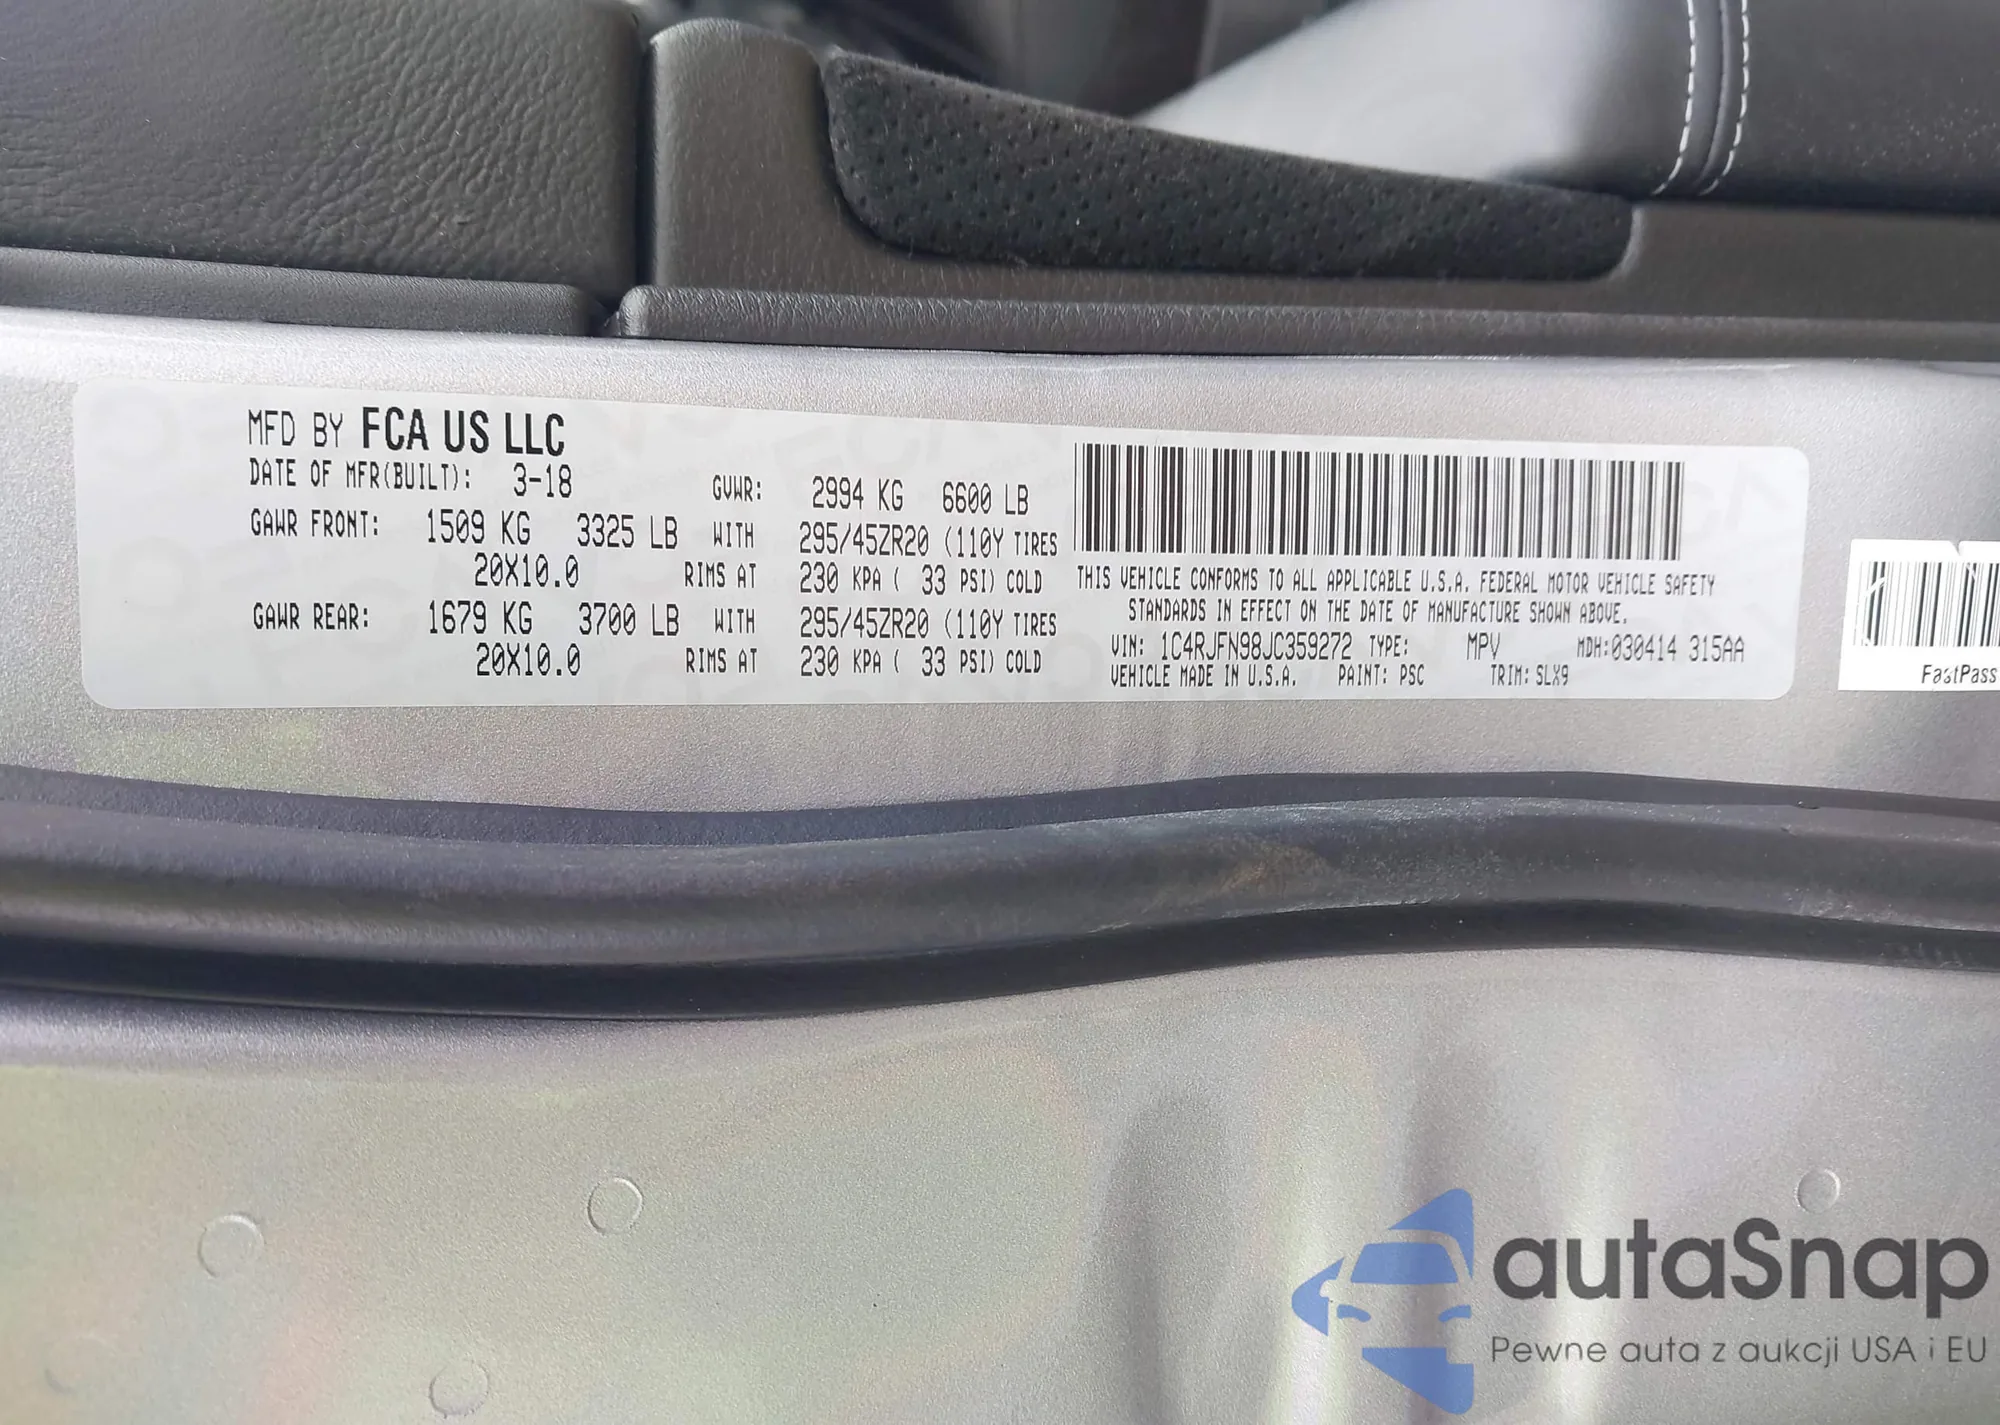 MFD BY FCA US LLC
DATE OF MFR(BUILT): 3-18 GVWR: 2994 KG 6600 LB
GAWR FRONT: 1509 KG 3325 LB WITH 295/45ZR20 (110Y TIRES
20X10.0 RIMS AT 230 KPA ( 33 PSI) COLD
GAWR REAR: 1679 KG 3700 LB WITH 295/45ZR20 (110Y TIRES
20X10.0 RIMS AT 230 KPA ( 33 PSI) COLD
THIS VEHICLE CONFORMS TO ALL APPLICABLE U.S.A. FEDERAL MOTOR VEHICLE SAFETY
STANDARDS IN EFFECT ON THE DATE OF MANUFACTURE SHOWN ABOVE.
VIN: 1C4RJFN98JC359272 TYPE: MPV MDH:030414 315AA
VEHICLE MADE IN U.S.A. PAINT: PSC TRIM: SLX9
FastPass
autaSnap
Pewne auta z aukcji USA i EU